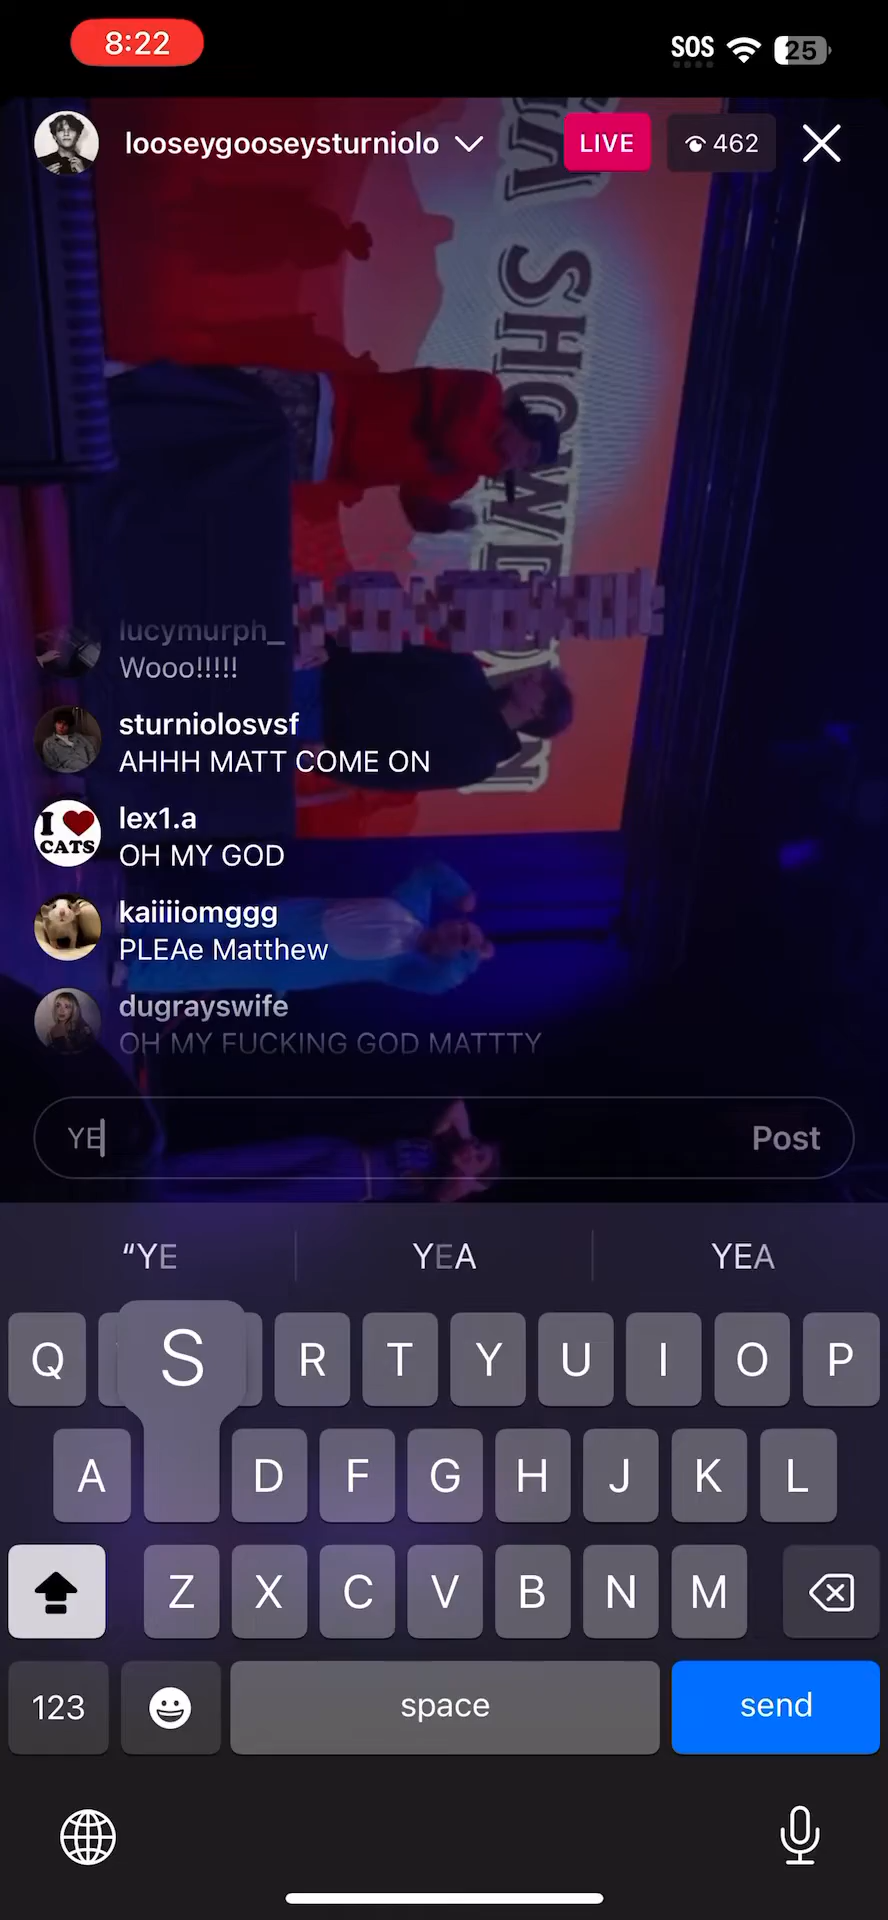 8:22
SOS
25
looseygooseysturniolo
LIVE
462
SHOWDOWN
lucymurph_
Wooo!!!!!
sturniolosvsf
AHHH MATT COME ON
I
CATS
lex1.a
OH MY GOD
kaiiiiomggg
PLEAe Matthew
dugrayswife
OH MY FUCKING GOD MATTTY
YE
Post
“YE
YEA
YEA
Q
S
R
T
Y
U
I
O
P
A
D
F
G
H
J
K
L
Z
X
C
V
B
N
M
123
space
send